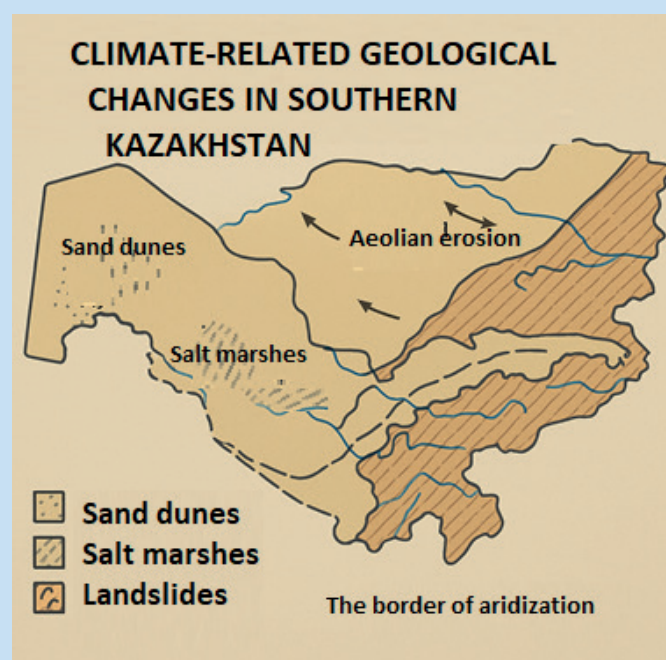 CLIMATE-RELATED GEOLOGICAL
CHANGES IN SOUTHERN
KAZAKHSTAN
Sand dunes
Aeolian erosion
Salt marshes
Sand dunes
Salt marshes
Landslides
The border of aridization